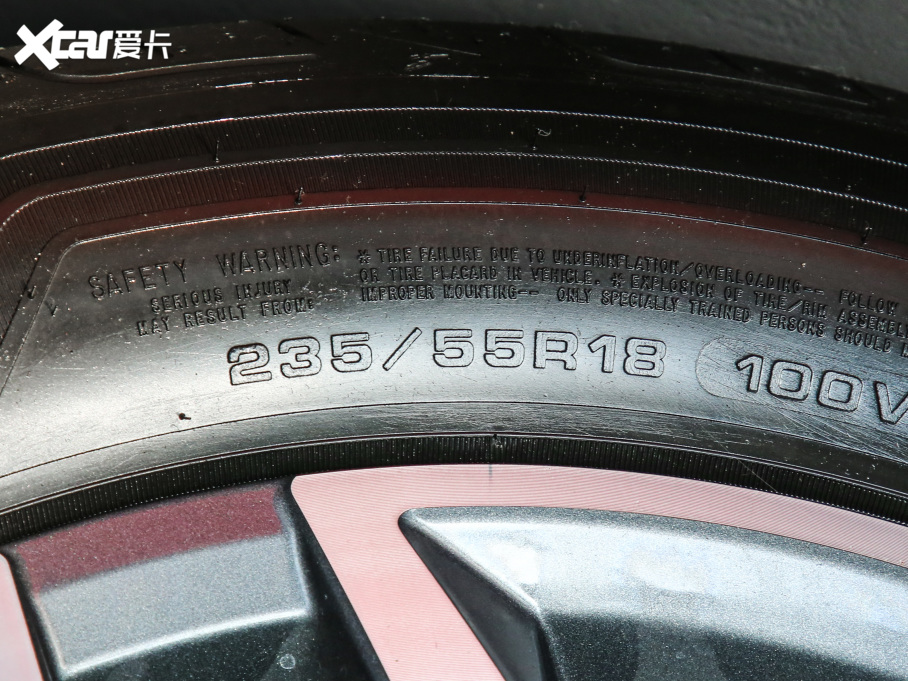 Xcar爱卡
SAFETY WARNING:
SERIOUS INJURY
MAY RESULT FROM:
* TIRE FAILURE DUE TO UNDERINFLATION/OVERLOADING-- FOLLOW
OR TIRE PLACARD IN VEHICLE. * EXPLOSION OF TIRE/RIM ASSEMBL
IMPROPER MOUNTING-- ONLY SPECIALLY TRAINED PERSONS SHOULD
235/55R18 100V